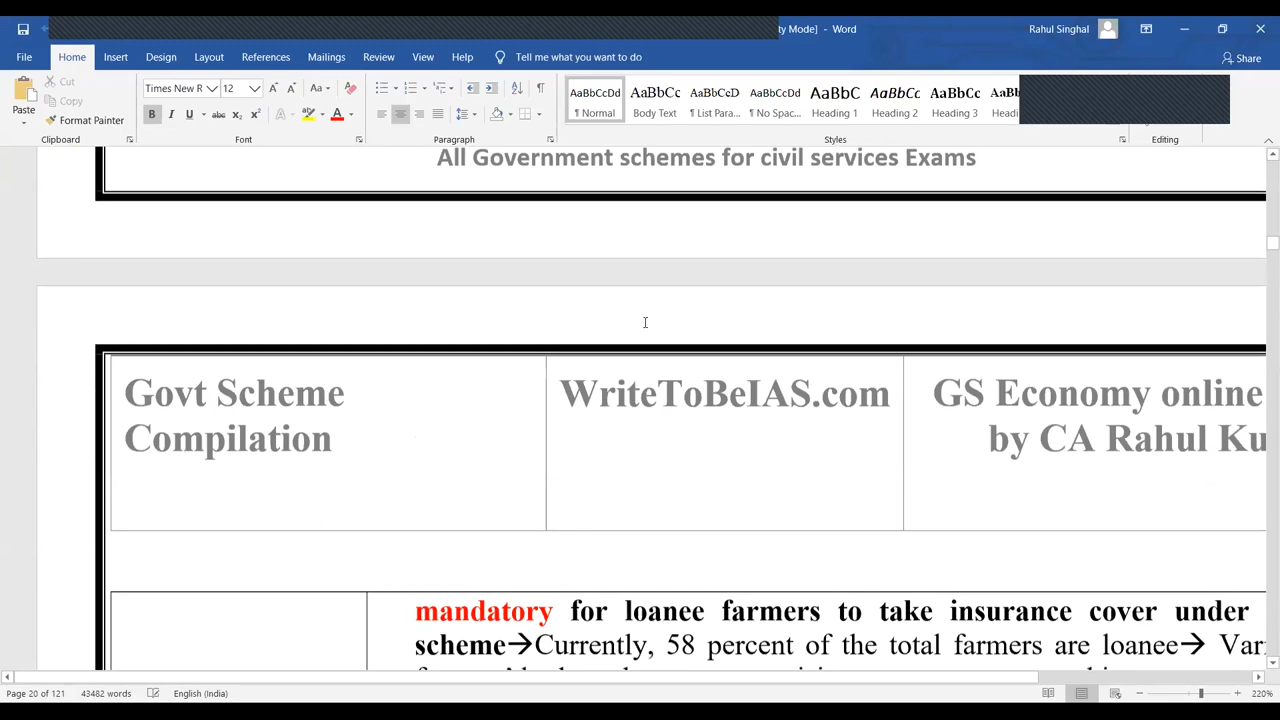 ty Mode] - Word
Rahul Singhal
File Home Insert Design Layout References Mailings Review View Help Tell me what you want to do Share
Paste
Cut
Copy
Format Painter
Clipboard
Times New R 12
Font
Paragraph
AaBbCcDd AaBbCc AaBbCcD AaBbCcDd AaBbC AaBbCc AaBbCc AaBb
¶ Normal Body Text ¶ List Para... ¶ No Spac... Heading 1 Heading 2 Heading 3
Styles
Editing
All Government schemes for civil services Exams
Govt Scheme
Compilation
WriteToBeIAS.com
GS Economy online
by CA Rahul Ku
mandatory for loanee farmers to take insurance cover under
scheme→Currently, 58 percent of the total farmers are loanee→
Page 20 of 121 43482 words English (India) 220%